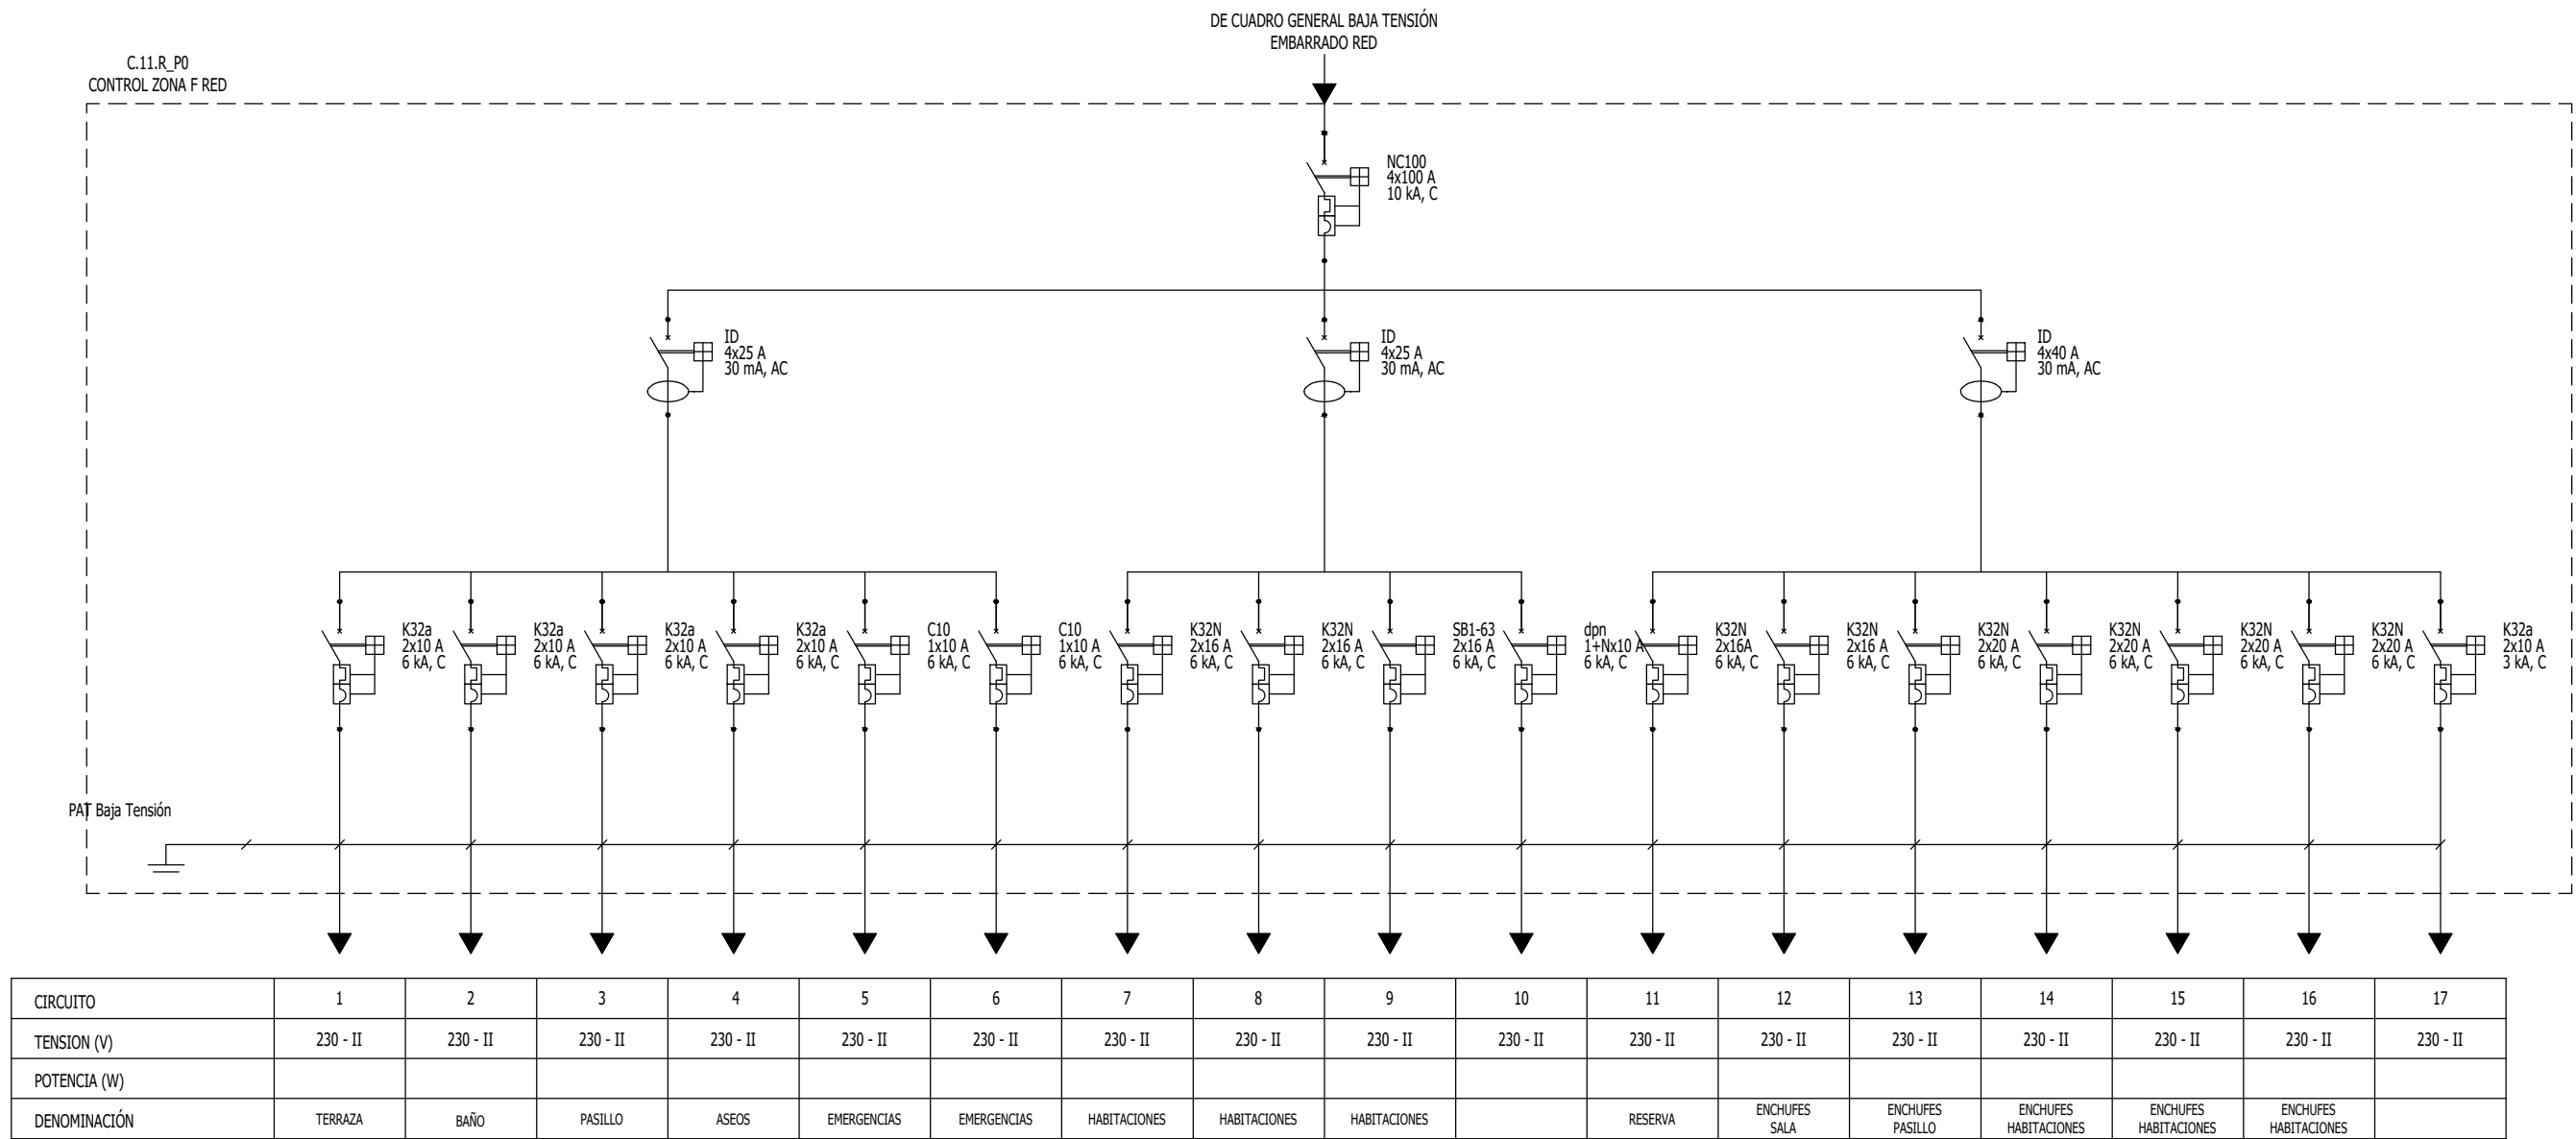 DE CUADRO GENERAL BAJA TENSIÓN
EMBARRADO RED
C.11.R_P0
CONTROL ZONA F RED
NC100
4x100 A
10 kA, C
ID
4x25 A
30 mA, AC
ID
4x25 A
30 mA, AC
ID
4x40 A
30 mA, AC
K32a
2x10 A
6 kA, C
K32a
2x10 A
6 kA, C
K32a
2x10 A
6 kA, C
K32a
2x10 A
6 kA, C
C10
1x10 A
6 kA, C
C10
1x10 A
6 kA, C
K32N
2x16 A
6 kA, C
K32N
2x16 A
6 kA, C
SB1-63
2x16 A
6 kA, C
dpn
1+Nx10 A
6 kA, C
K32N
2x16A
6 kA, C
K32N
2x16 A
6 kA, C
K32N
2x20 A
6 kA, C
K32N
2x20 A
6 kA, C
K32N
2x20 A
6 kA, C
K32N
2x20 A
6 kA, C
K32a
2x10 A
3 kA, C
PAT Baja Tensión
CIRCUITO 1 2 3 4 5 6 7 8 9 10 11 12 13 14 15 16 17
TENSION (V) 230 - II 230 - II 230 - II 230 - II 230 - II 230 - II 230 - II 230 - II 230 - II 230 - II 230 - II 230 - II 230 - II 230 - II 230 - II 230 - II 230 - II
POTENCIA (W)
DENOMINACIÓN TERRAZA BAÑO PASILLO ASEOS EMERGENCIAS EMERGENCIAS HABITACIONES HABITACIONES HABITACIONES RESERVA
ENCHUFES
SALA
ENCHUFES
PASILLO
ENCHUFES
HABITACIONES
ENCHUFES
HABITACIONES
ENCHUFES
HABITACIONES